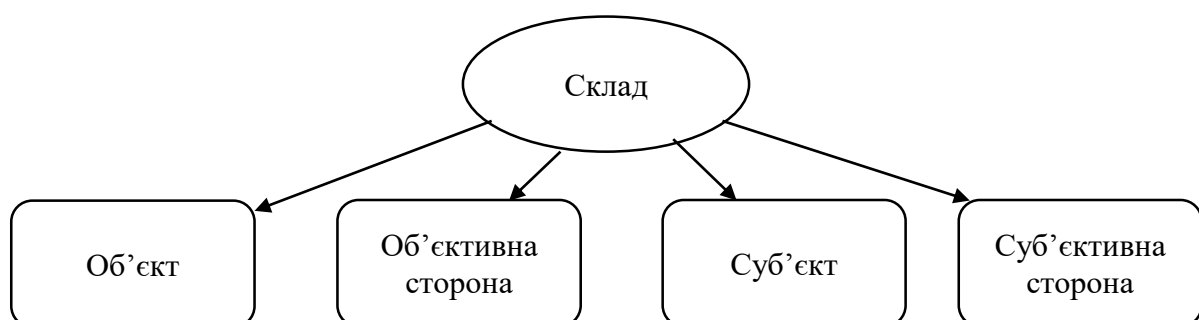 Склад
Об’єкт
Об’єктивна
сторона
Суб’єкт
Суб’єктивна
сторона